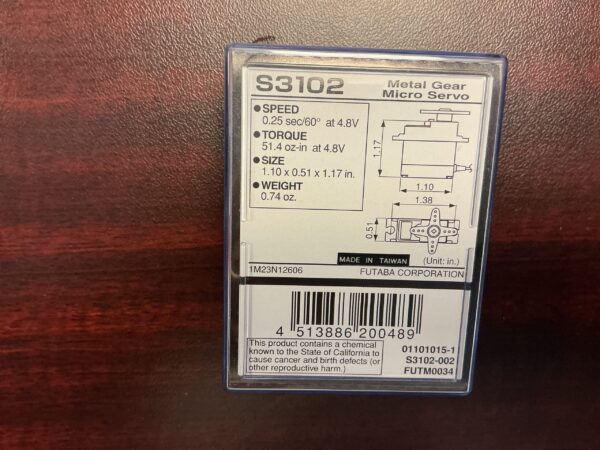 S3102
Metal Gear
Micro Servo
● SPEED
0.25 sec/60° at 4.8V
● TORQUE
51.4 oz-in at 4.8V
● SIZE
1.10 x 0.51 x 1.17 in.
● WEIGHT
0.74 oz.
1.17
1.10
1.38
0.51
MADE IN TAIWAN
(Unit: in.)
1M23N12606
FUTABA CORPORATION
4 513886 200489
This product contains a chemical
known to the State of California to
cause cancer and birth defects (or
other reproductive harm.)
01101015-1
S3102-002
FUTM0034